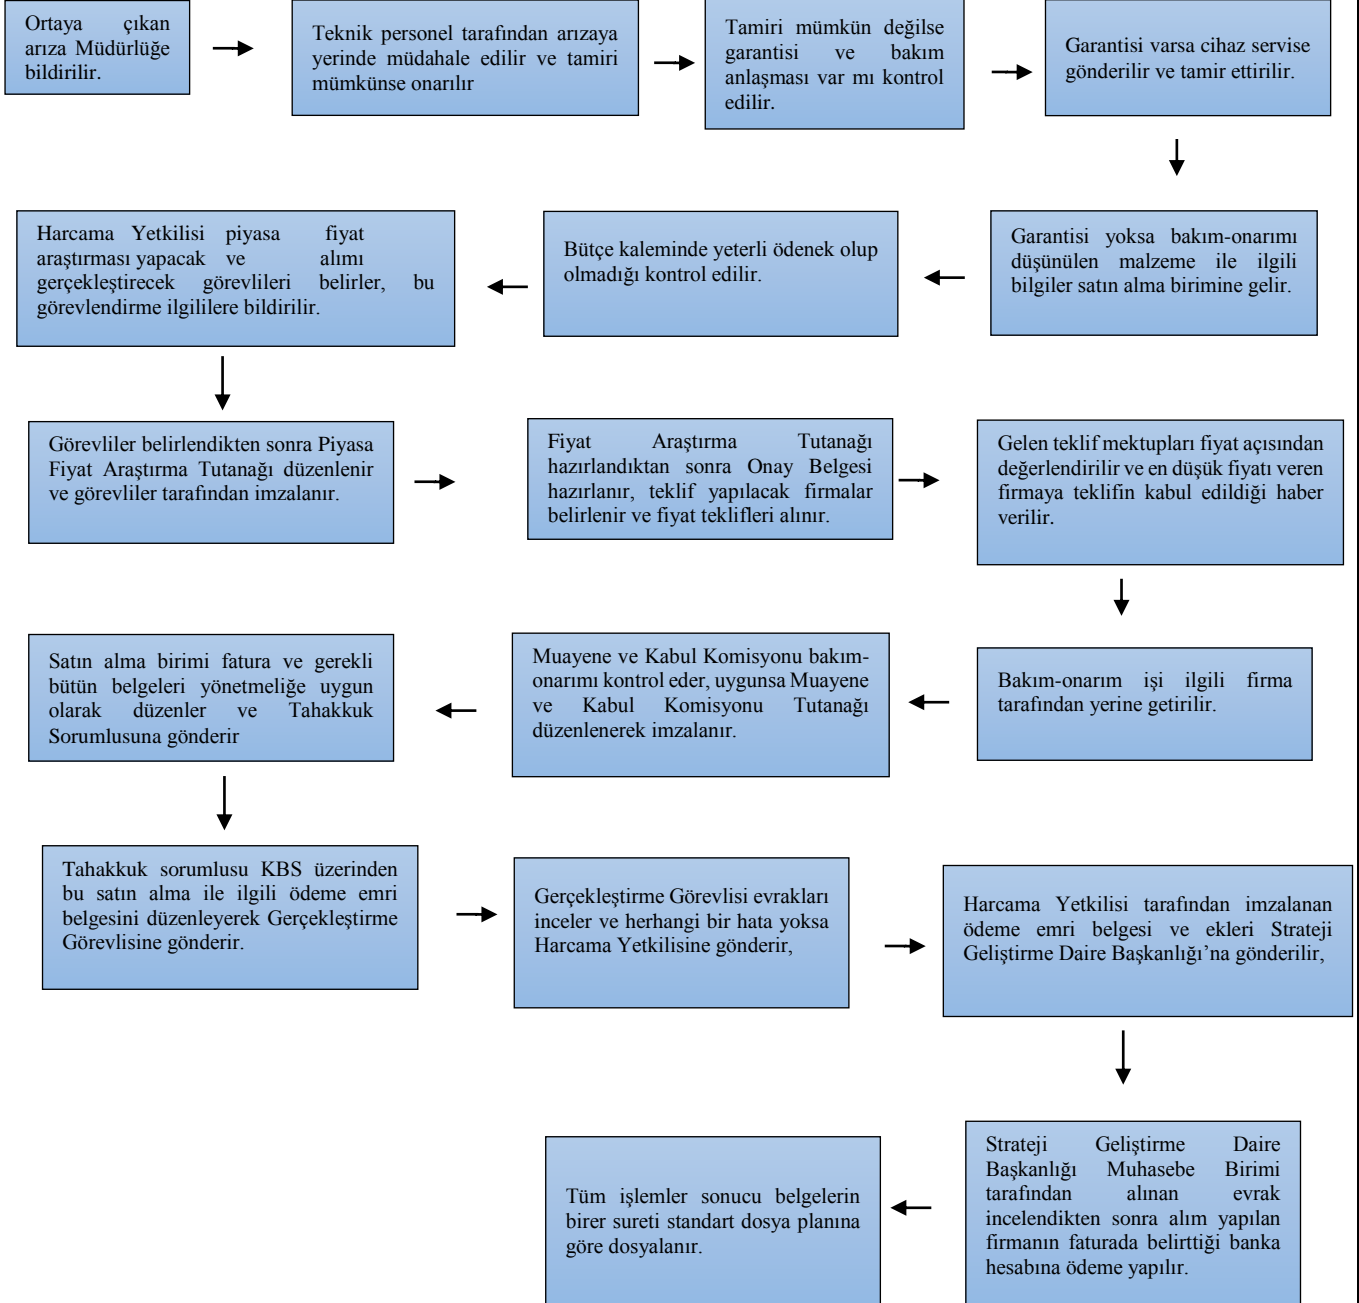 Ortaya çıkan
arıza Müdürlüğe
bildirilir.
Teknik personel tarafından arızaya
yerinde müdahale edilir ve tamiri
mümkünse onarılır
Tamiri mümkün değilse
garantisi ve bakım
anlaşması var mı kontrol
edilir.
Garantisi varsa cihaz servise
gönderilir ve tamir ettirilir.
Garantisi yoksa bakım-onarımı
düşünülen malzeme ile ilgili
bilgiler satın alma birimine gelir.
Bütçe kaleminde yeterli ödenek olup
olmadığı kontrol edilir.
Harcama Yetkilisi piyasa fiyat
araştırması yapacak ve alımı
gerçekleştirecek görevlileri belirler, bu
görevlendirme ilgililere bildirilir.
Görevliler belirlendikten sonra Piyasa
Fiyat Araştırma Tutanağı düzenlenir
ve görevliler tarafından imzalanır.
Fiyat Araştırma Tutanağı
hazırlandıktan sonra Onay Belgesi
hazırlanır, teklif yapılacak firmalar
belirlenir ve fiyat teklifleri alınır.
Gelen teklif mektupları fiyat açısından
değerlendirilir ve en düşük fiyatı veren
firmaya teklifin kabul edildiği haber
verilir.
Bakım-onarım işi ilgili firma
tarafından yerine getirilir.
Muayene ve Kabul Komisyonu bakım-
onarımı kontrol eder, uygunsa Muayene
ve Kabul Komisyonu Tutanağı
düzenlenerek imzalanır.
Satın alma birimi fatura ve gerekli
bütün belgeleri yönetmeliğe uygun
olarak düzenler ve Tahakkuk
Sorumlusuna gönderir
Tahakkuk sorumlusu KBS üzerinden
bu satın alma ile ilgili ödeme emri
belgesini düzenleyerek Gerçekleştirme
Görevlisine gönderir.
Gerçekleştirme Görevlisi evrakları
inceler ve herhangi bir hata yoksa
Harcama Yetkilisine gönderir,
Harcama Yetkilisi tarafından imzalanan
ödeme emri belgesi ve ekleri Strateji
Geliştirme Daire Başkanlığı’na gönderilir,
Strateji Geliştirme Daire
Başkanlığı Muhasebe Birimi
tarafından alınan evrak
incelendikten sonra alım yapılan
firmanın faturada belirttiği banka
hesabına ödeme yapılır.
Tüm işlemler sonucu belgelerin
birer sureti standart dosya planına
göre dosyalanır.